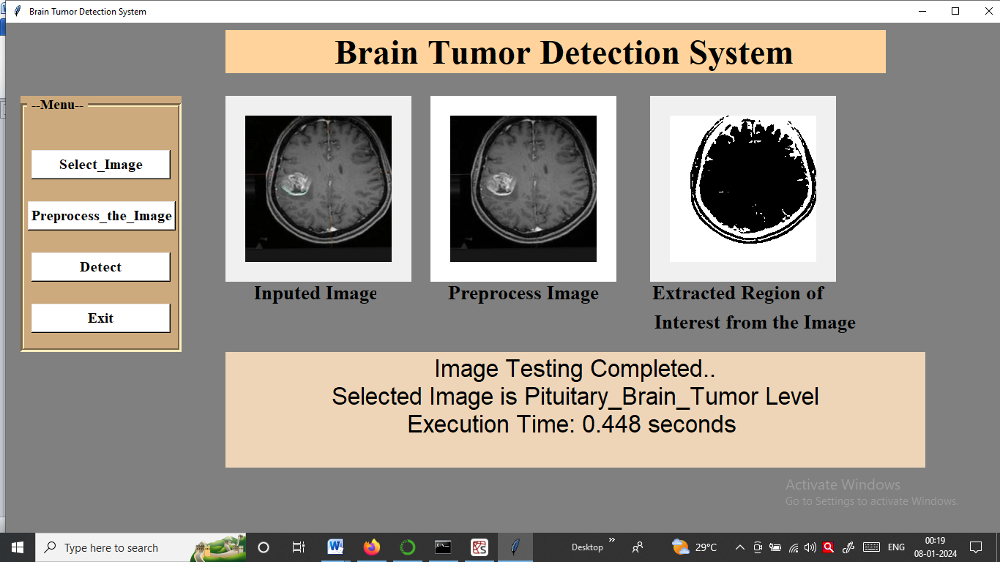 Brain Tumor Detection System
Brain Tumor Detection System
--Menu--
Select_Image
Preprocess_the_Image
Detect
Exit
Inputed Image
Preprocess Image
Extracted Region of
Interest from the Image
Image Testing Completed..
Selected Image is Pituitary_Brain_Tumor Level
Execution Time: 0.448 seconds
Activate Windows
Go to Settings to activate Windows.
Type here to search
Desktop
29°C
ENG
00:19
08-01-2024